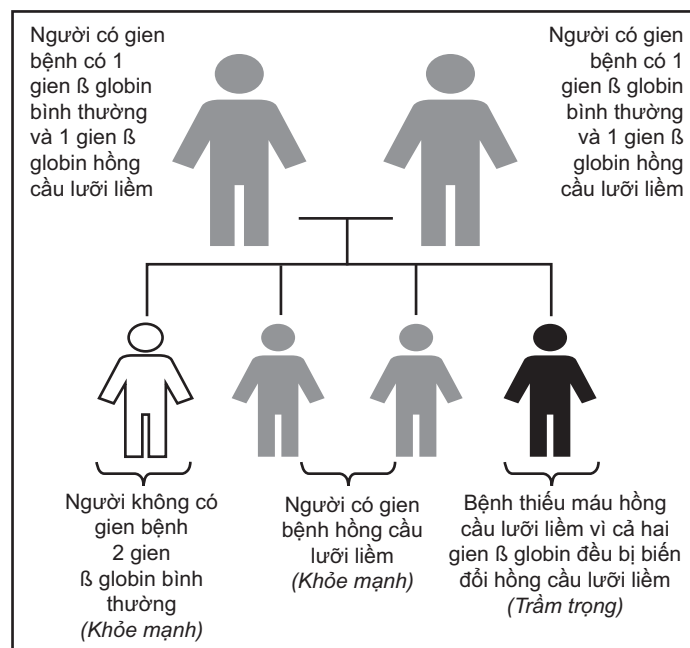 Người có gien
bệnh có 1
gien ß globin
bình thường
và 1 gien ß
globin hồng
cầu lưỡi liềm
Người có gien
bệnh có 1
gien ß globin
bình thường
và 1 gien ß
globin hồng
cầu lưỡi liềm
Người không có
gien bệnh
2 gien
ß globin bình
thường
(Khỏe mạnh)
Người có gien
bệnh hồng cầu
lưỡi liềm
(Khỏe mạnh)
Bệnh thiếu máu hồng
cầu lưỡi liềm vì cả hai
gien ß globin đều bị biến
đổi hồng cầu lưỡi liềm
(Trầm trọng)